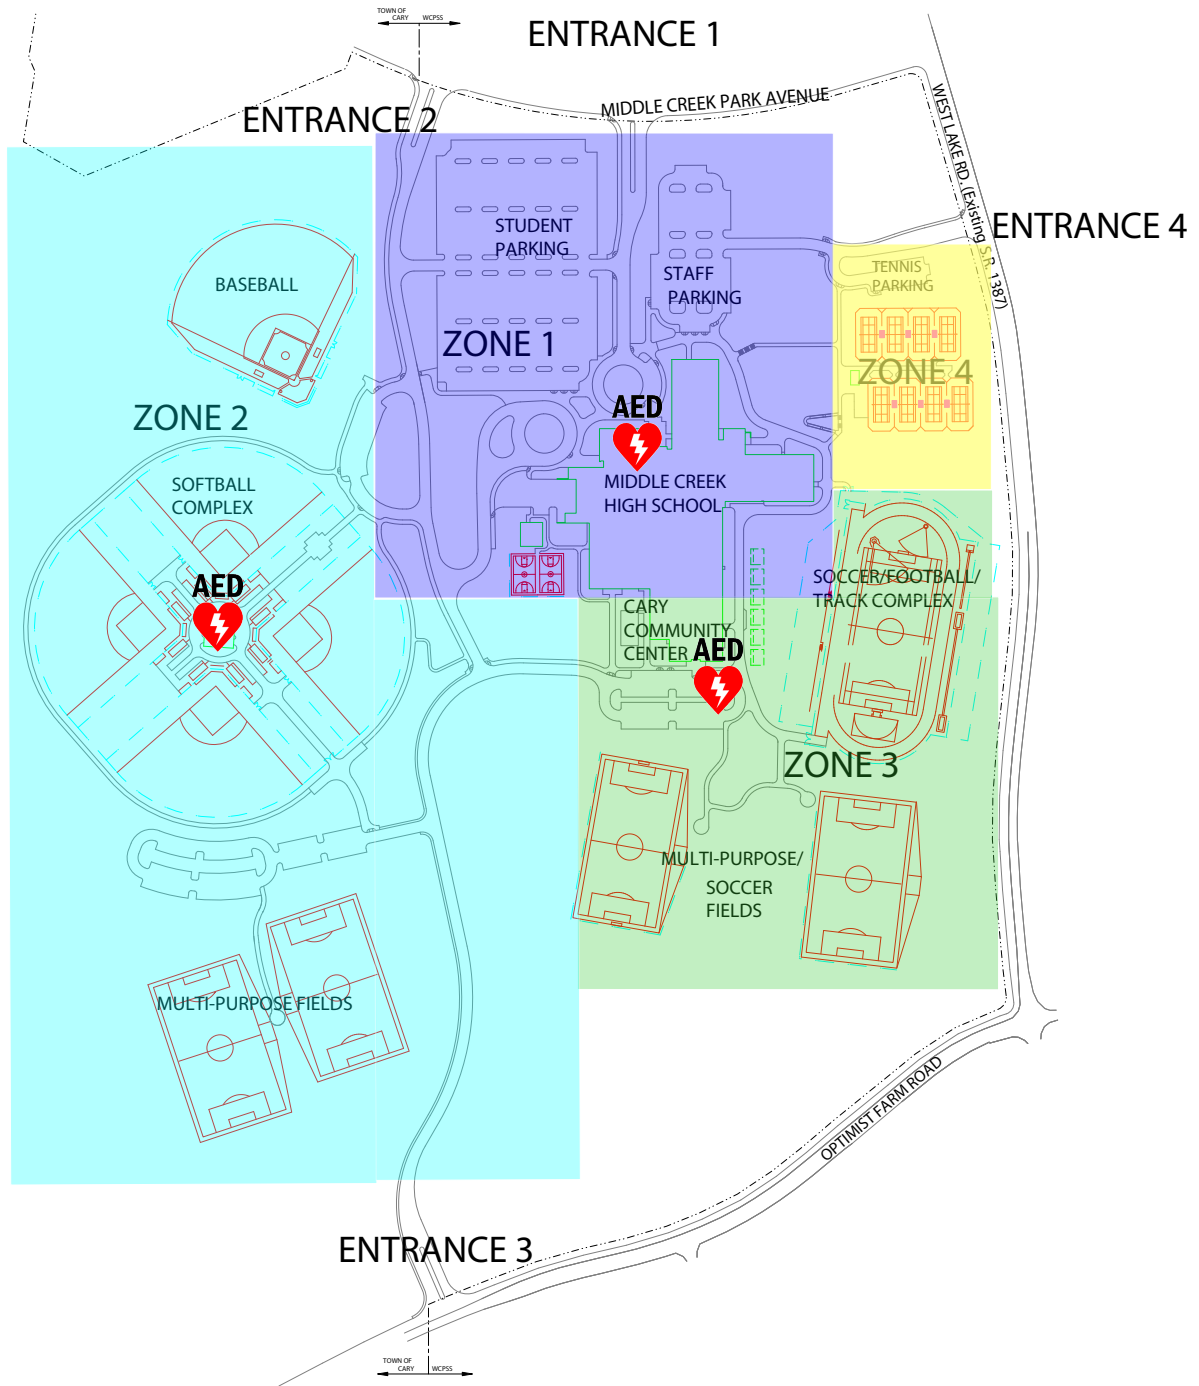 TOWN OF
CARY WCPSS
ENTRANCE 1
MIDDLE CREEK PARK AVENUE
ENTRANCE 2
WEST LAKE RD. (Existing S.R. 1387)
ENTRANCE 4
STUDENT
PARKING
STAFF
PARKING
TENNIS
PARKING
BASEBALL
ZONE 1
ZONE 4
ZONE 2
AED
SOFTBALL
COMPLEX
MIDDLE CREEK
HIGH SCHOOL
AED
SOCCER/FOOTBALL/
TRACK COMPLEX
CARY
COMMUNITY
CENTER
AED
ZONE 3
MULTI-PURPOSE/
SOCCER
FIELDS
MULTI-PURPOSE FIELDS
OPTIMIST FARM ROAD
ENTRANCE 3
TOWN OF
CARY WCPSS